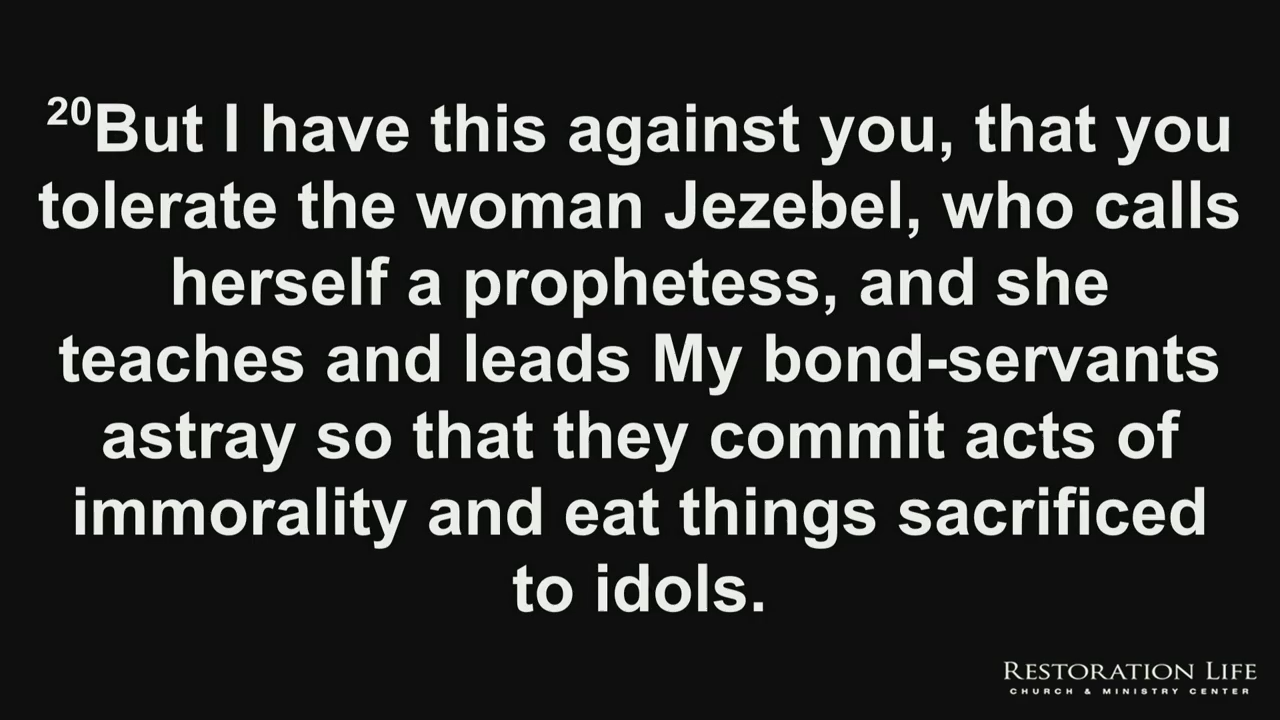 20But I have this against you, that you
tolerate the woman Jezebel, who calls
herself a prophetess, and she
teaches and leads My bond-servants
astray so that they commit acts of
immorality and eat things sacrificed
to idols.
RESTORATION LIFE
CHURCH & MINISTRY CENTER